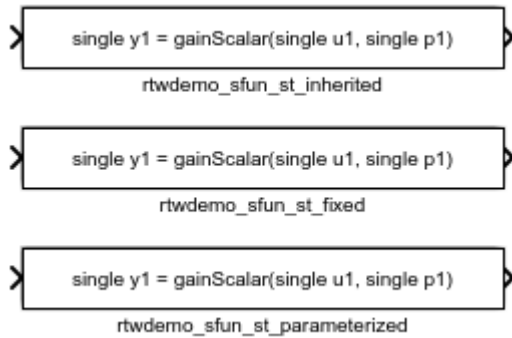 single y1 = gainScalar(single u1, single p1)
rtwdemo_sfun_st_inherited
single y1 = gainScalar(single u1, single p1)
rtwdemo_sfun_st_fixed
single y1 = gainScalar(single u1, single p1)
rtwdemo_sfun_st_parameterized